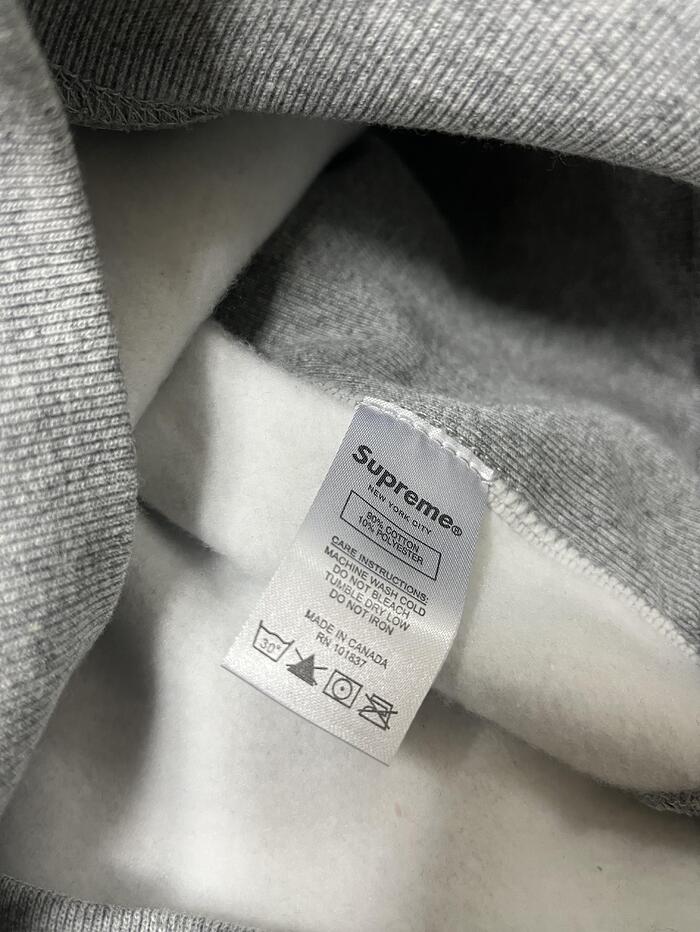 Supreme®
NEW YORK CITY
90% COTTON
10% POLYESTER
CARE INSTRUCTIONS:
MACHINE WASH COLD
DO NOT BLEACH
TUMBLE DRY LOW
DO NOT IRON
MADE IN CANADA
RN 101837
30°